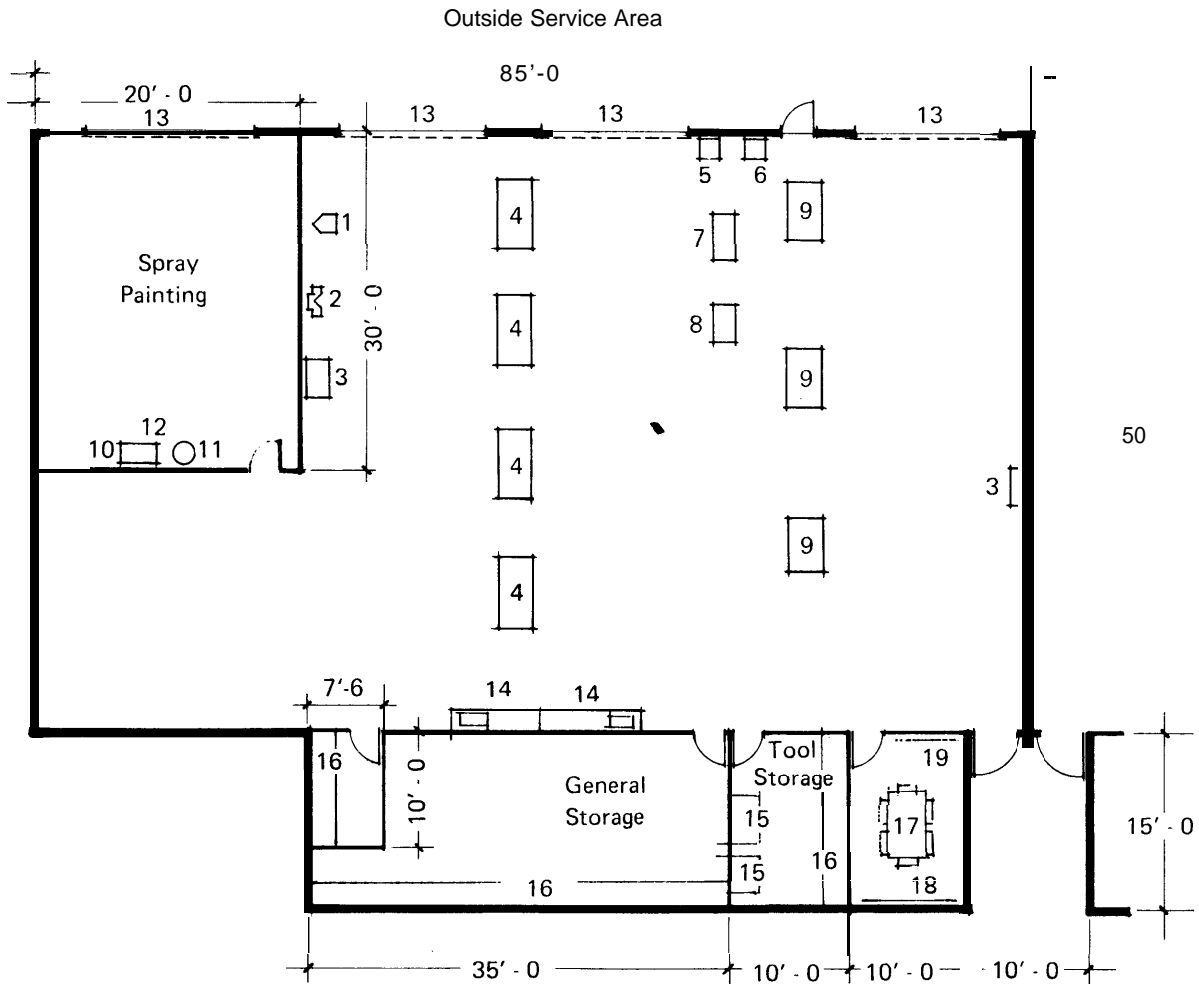 Outside Service Area
85'-0
20' - 0
13 13 13 13
5 6
1 4 9
7
Spray
Painting
2 4 8
30' - 0
3 9
12
10 11
4
50
3
9
4
7'-6
14 14
16
Tool
Storage
19
General
Storage
10' - 0
15
17
15' - 0
15
16
16
18
35' - 0 10' - 0 10' - 0 10' - 0